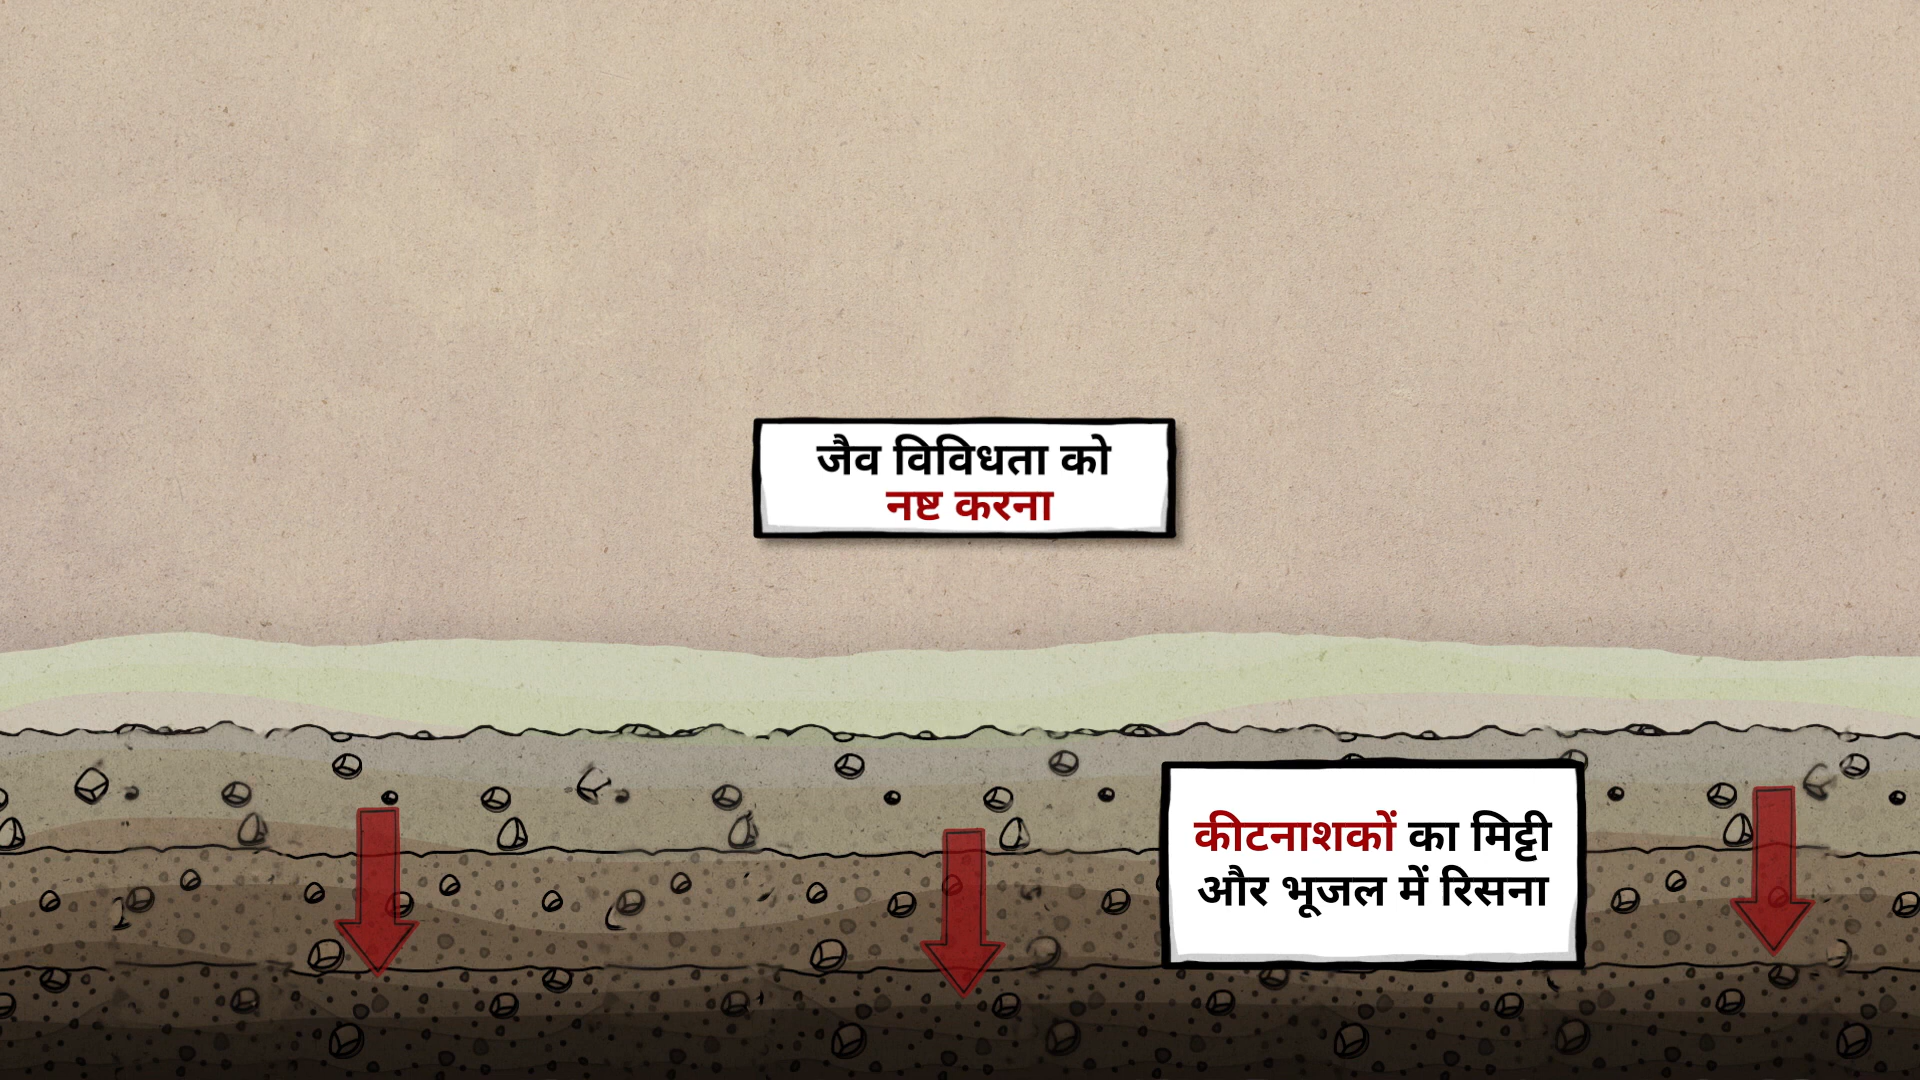 जैव विविधता को
नष्ट करना
कीटनाशकों का मिट्टी
और भूजल में रिसना